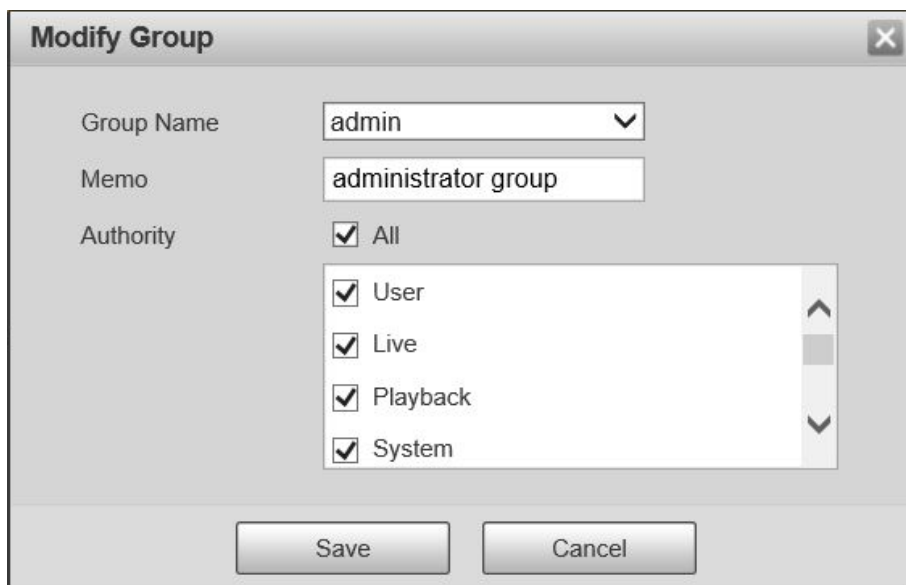 Modify Group
Group Name admin
Memo administrator group
Authority All
User
Live
Playback
System
Save Cancel